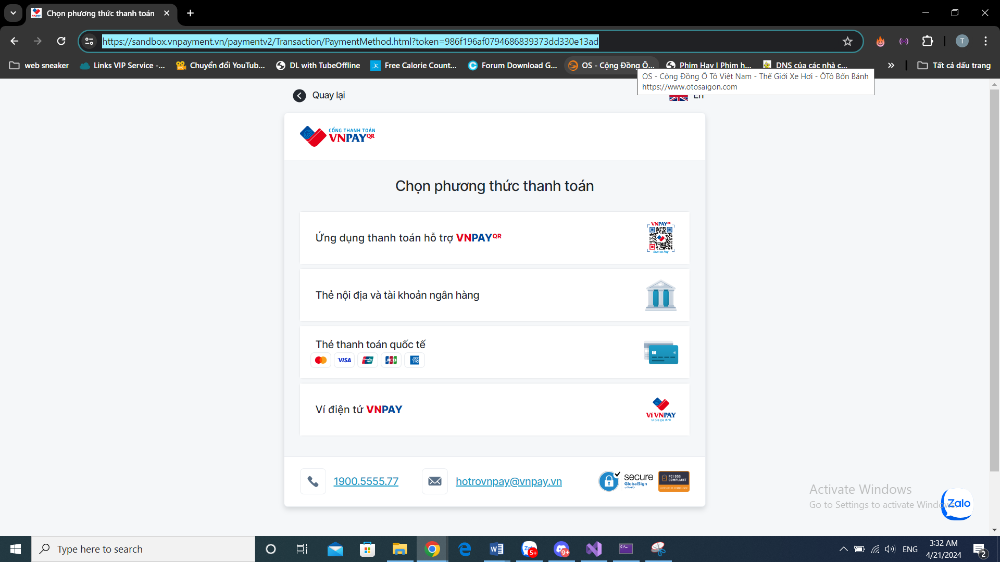 Chọn phương thức thanh toán
https://sandbox.vnpayment.vn/paymentv2/Transaction/PaymentMethod.html?token=986f196af0794686839373dd330e13ad
T
web sneaker
Links VIP Service -...
Chuyển đổi YouTub...
DL with TubeOffline
Free Calorie Count...
Forum Download G...
OS - Cộng Đồng Ô...
Phim Hay | Phim h...
DNS của các nhà c...
Tất cả dấu trang
OS - Cộng Đồng Ô Tô Việt Nam - Thế Giới Xe Hơi - ÔTô Bốn Bánh
https://www.otosaigon.com
Quay lại
En
CỔNG THANH TOÁN
VNPAYQR
Chọn phương thức thanh toán
Ứng dụng thanh toán hỗ trợ VNPAYQR
VNPAYQR
Scan to Pay
Thẻ nội địa và tài khoản ngân hàng
Thẻ thanh toán quốc tế
VISA
JCB
Ví điện tử VNPAY
Ví VNPAY
Ví của gia đình
1900.5555.77
hotrovnpay@vnpay.vn
secure
GlobalSign
PCI DSS
COMPLIANT
Activate Windows
Go to Settings to activate Windows.
Zalo
Type here to search
5+
9+
ENG
3:32 AM
4/21/2024
2